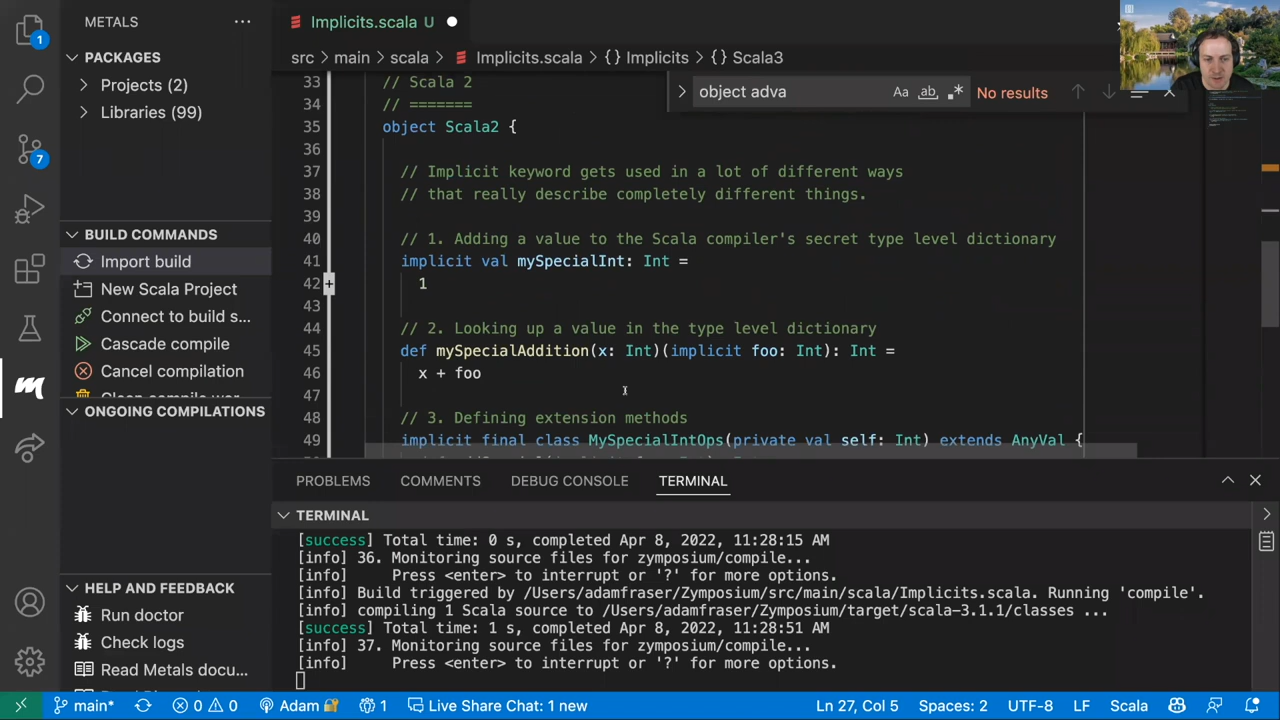 METALS
PACKAGES
Projects (2)
Libraries (99)
BUILD COMMANDS
Import build
New Scala Project
Connect to build s...
Cascade compile
Cancel compilation
ONGOING COMPILATIONS
HELP AND FEEDBACK
Run doctor
Check logs
Read Metals docu...
1
7
Implicits.scala U
src > main > scala > Implicits.scala > {} Implicits > {} Scala3
object adva
Aa ab .*
No results
33 // Scala 2
34 // =======
35 object Scala2 {
36
37 // Implicit keyword gets used in a lot of different ways
38 // that really describe completely different things.
39
40 // 1. Adding a value to the Scala compiler's secret type level dictionary
41 implicit val mySpecialInt: Int =
42 1
43
44 // 2. Looking up a value in the type level dictionary
45 def mySpecialAddition(x: Int)(implicit foo: Int): Int =
46 x + foo
47
48 // 3. Defining extension methods
49 implicit final class MySpecialIntOps(private val self: Int) extends AnyVal {
PROBLEMS COMMENTS DEBUG CONSOLE TERMINAL
TERMINAL
[success] Total time: 0 s, completed Apr 8, 2022, 11:28:15 AM
[info] 36. Monitoring source files for zymposium/compile...
[info] Press <enter> to interrupt or '?' for more options.
[info] Build triggered by /Users/adamfraser/Zymposium/src/main/scala/Implicits.scala. Running 'compile'.
[info] compiling 1 Scala source to /Users/adamfraser/Zymposium/target/scala-3.1.1/classes ...
[success] Total time: 1 s, completed Apr 8, 2022, 11:28:51 AM
[info] 37. Monitoring source files for zymposium/compile...
[info] Press <enter> to interrupt or '?' for more options.
main* 0 0 Adam 1 Live Share Chat: 1 new Ln 27, Col 5 Spaces: 2 UTF-8 LF Scala